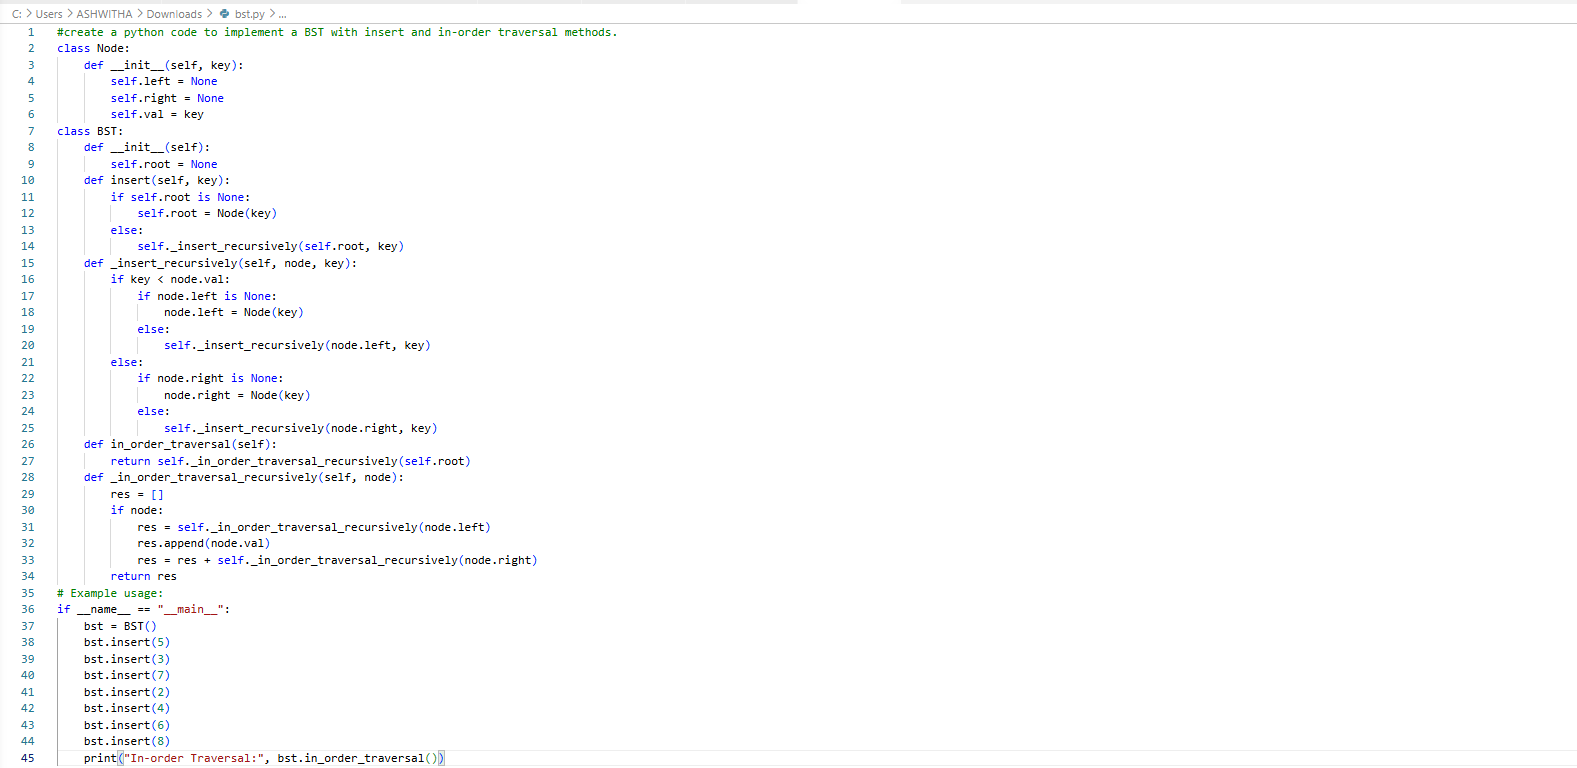 C: > Users > ASHWITHA > Downloads > bst.py > ...
1 #create a python code to implement a BST with insert and in-order traversal methods.
2 class Node:
3     def __init__(self, key):
4         self.left = None
5         self.right = None
6         self.val = key
7 class BST:
8     def __init__(self):
9         self.root = None
10     def insert(self, key):
11         if self.root is None:
12             self.root = Node(key)
13         else:
14             self._insert_recursively(self.root, key)
15     def _insert_recursively(self, node, key):
16         if key < node.val:
17             if node.left is None:
18                 node.left = Node(key)
19             else:
20                 self._insert_recursively(node.left, key)
21         else:
22             if node.right is None:
23                 node.right = Node(key)
24             else:
25                 self._insert_recursively(node.right, key)
26     def in_order_traversal(self):
27         return self._in_order_traversal_recursively(self.root)
28     def _in_order_traversal_recursively(self, node):
29         res = []
30         if node:
31             res = self._in_order_traversal_recursively(node.left)
32             res.append(node.val)
33             res = res + self._in_order_traversal_recursively(node.right)
34         return res
35 # Example usage:
36 if __name__ == "__main__":
37     bst = BST()
38     bst.insert(5)
39     bst.insert(3)
40     bst.insert(7)
41     bst.insert(2)
42     bst.insert(4)
43     bst.insert(6)
44     bst.insert(8)
45     print("In-order Traversal:", bst.in_order_traversal())